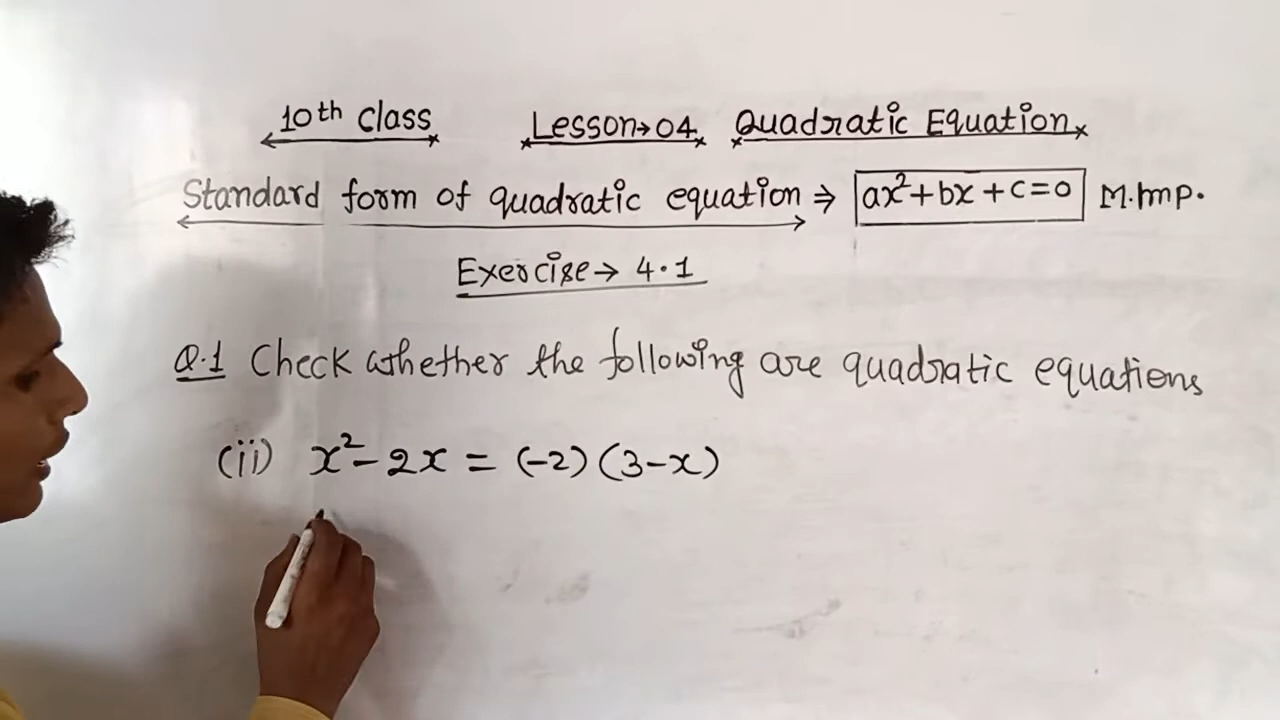 10th Class Lesson→04 Quadratic Equation
Standard form of quadratic equation ⇒ ax²+bx+c=0 M.Imp.
Exercise→ 4.1
Q.1 Check whether the following are quadratic equations
(ii) x²-2x = (-2)(3-x)